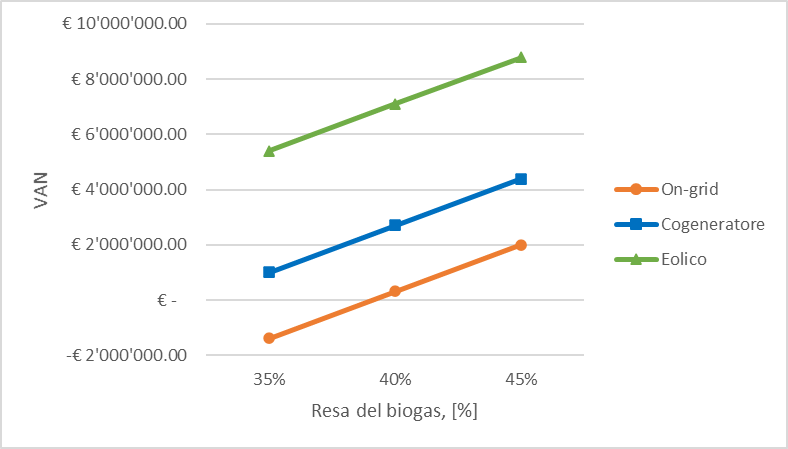 € 10'000'000.00
€ 8'000'000.00
€ 6'000'000.00
€ 4'000'000.00
€ 2'000'000.00
€ -
-€ 2'000'000.00
VAN
35% 40% 45%
Resa del biogas, [%]
On-grid
Cogeneratore
Eolico